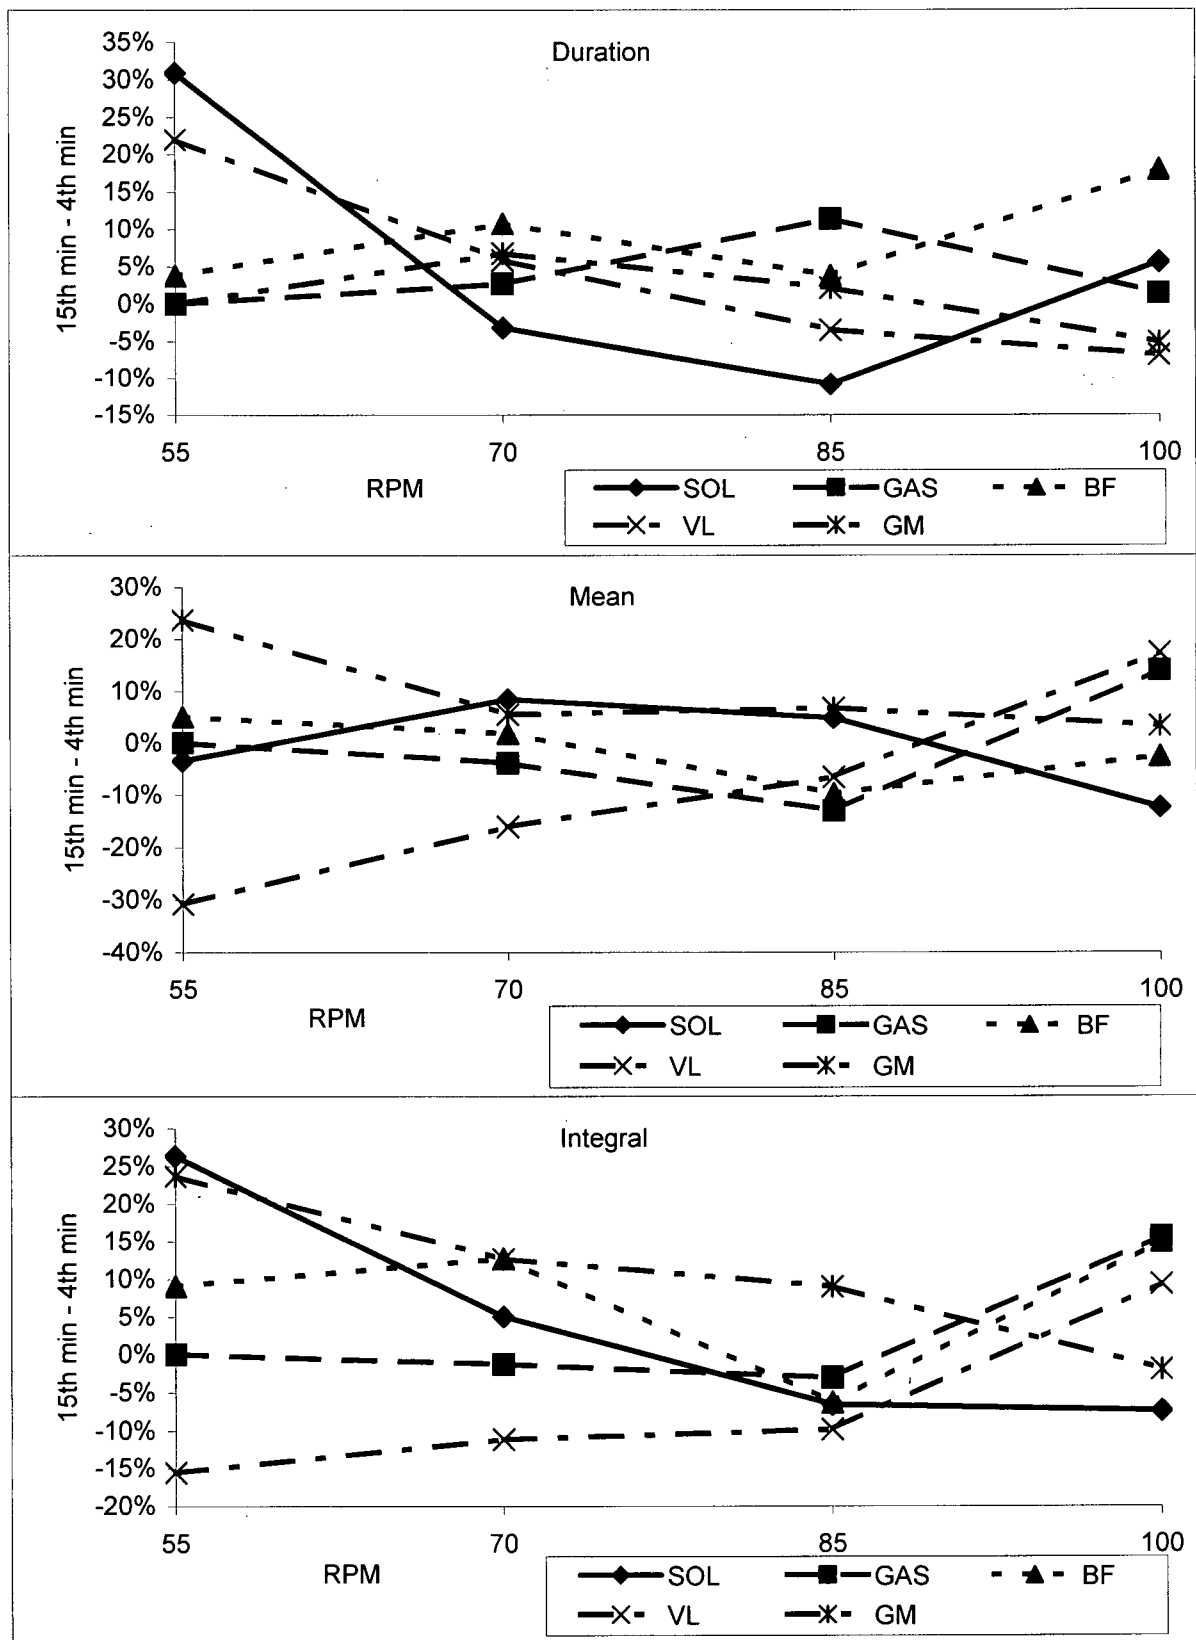 Duration
15th min - 4th min
35%
30%
25%
20%
15%
10%
5%
0%
-5%
-10%
-15%
55 70 85 100
RPM
SOL GAS BF
VL GM
Mean
15th min - 4th min
30%
20%
10%
0%
-10%
-20%
-30%
-40%
55 70 85 100
RPM
SOL GAS BF
VL GM
Integral
15th min - 4th min
30%
25%
20%
15%
10%
5%
0%
-5%
-10%
-15%
-20%
55 70 85 100
RPM
SOL GAS BF
VL GM